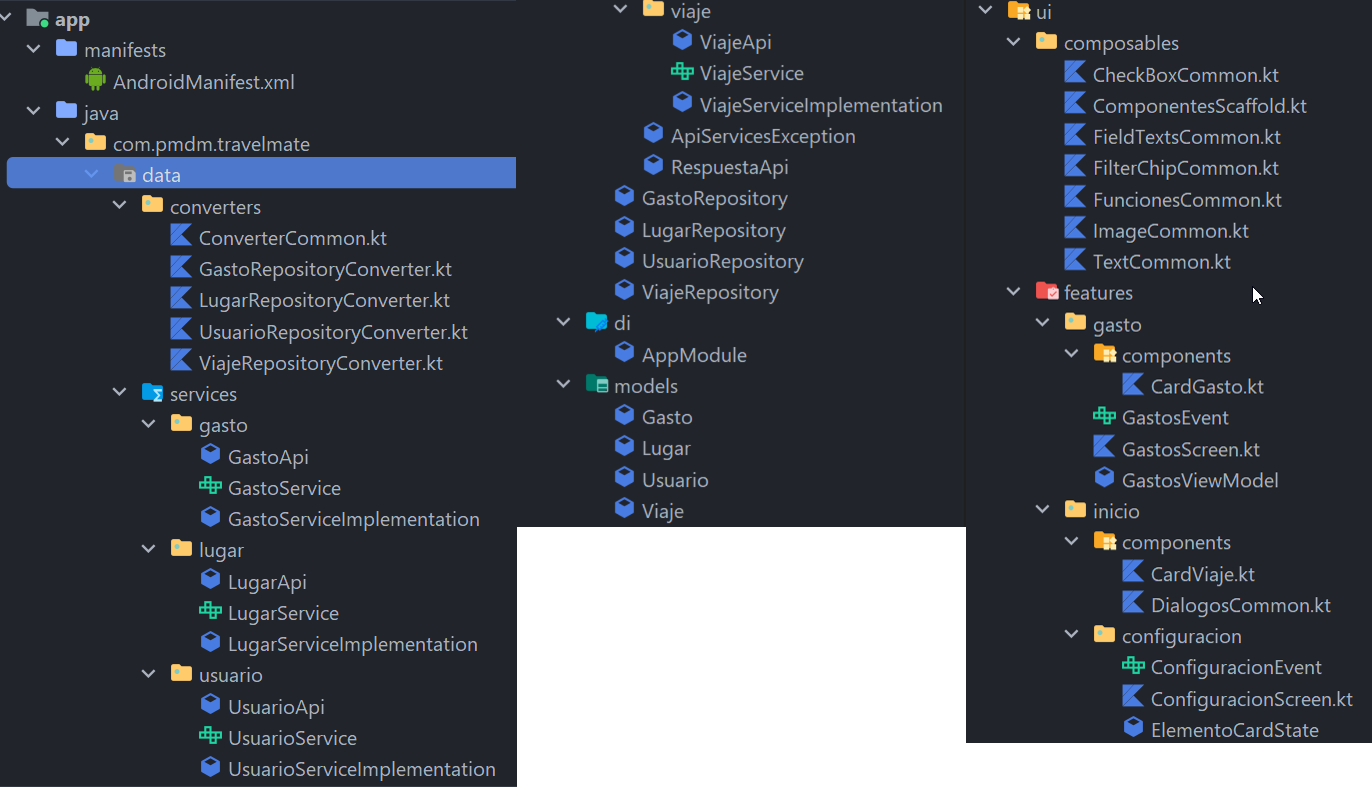 app
manifests
AndroidManifest.xml
java
com.pmdm.travelmate
data
converters
ConverterCommon.kt
GastoRepositoryConverter.kt
LugarRepositoryConverter.kt
UsuarioRepositoryConverter.kt
ViajeRepositoryConverter.kt
services
gasto
GastoApi
GastoService
GastoServiceImplementation
lugar
LugarApi
LugarService
LugarServiceImplementation
usuario
UsuarioApi
UsuarioService
UsuarioServiceImplementation
viaje
ViajeApi
ViajeService
ViajeServiceImplementation
ApiServicesException
RespuestaApi
GastoRepository
LugarRepository
UsuarioRepository
ViajeRepository
di
AppModule
models
Gasto
Lugar
Usuario
Viaje
ui
composables
CheckBoxCommon.kt
ComponentesScaffold.kt
FieldTextsCommon.kt
FilterChipCommon.kt
FuncionesCommon.kt
ImageCommon.kt
TextCommon.kt
features
gasto
components
CardGasto.kt
GastosEvent
GastosScreen.kt
GastosViewModel
inicio
components
CardViaje.kt
DialogosCommon.kt
configuracion
ConfiguracionEvent
ConfiguracionScreen.kt
ElementoCardState